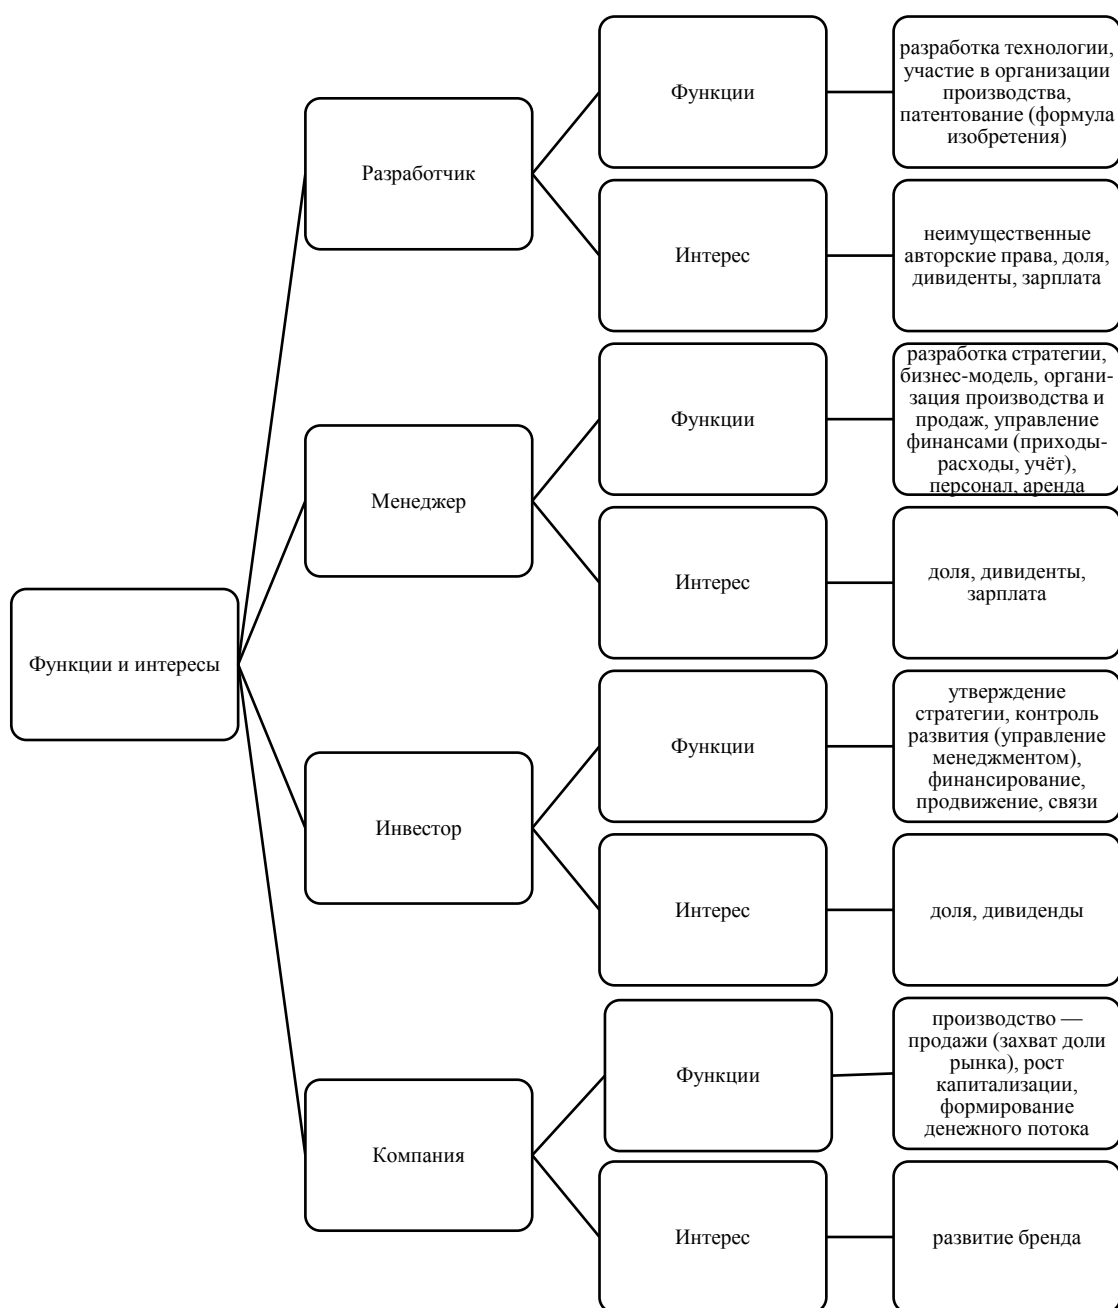 Функции и интересы
Разработчик
Функции
разработка технологии,
участие в организации
производства,
патентование (формула
изобретения)
Интерес
неимущественные
авторские права, доля,
дивиденты, зарплата
Менеджер
Функции
разработка стратегии,
бизнес-модель, органи-
зация производства и
продаж, управление
финансами (приходы-
расходы, учёт),
персонал, аренда
Интерес
доля, дивиденты,
зарплата
Инвестор
Функции
утверждение
стратегии, контроль
развития (управление
менеджментом),
финансирование,
продвижение, связи
Интерес
доля, дивиденды
Компания
Функции
производство —
продажи (захват доли
рынка), рост
капитализации,
формирование
денежного потока
Интерес
развитие бренда